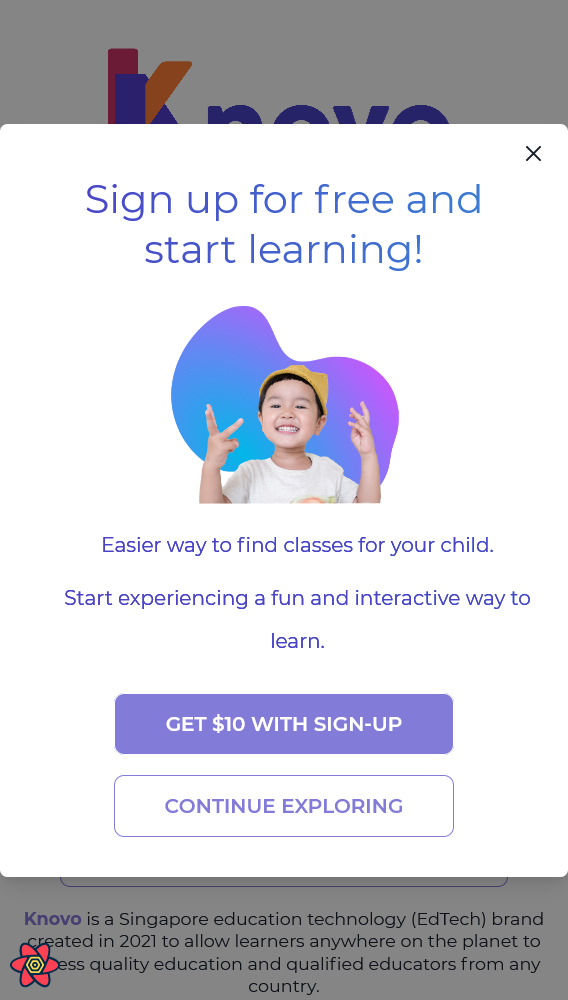 Knovo
Sign up for free and
start learning!
Easier way to find classes for your child.
Start experiencing a fun and interactive way to
learn.
GET $10 WITH SIGN-UP
CONTINUE EXPLORING
Knovo is a Singapore education technology (EdTech) brand
created in 2021 to allow learners anywhere on the planet to
ess quality education and qualified educators from any
country.